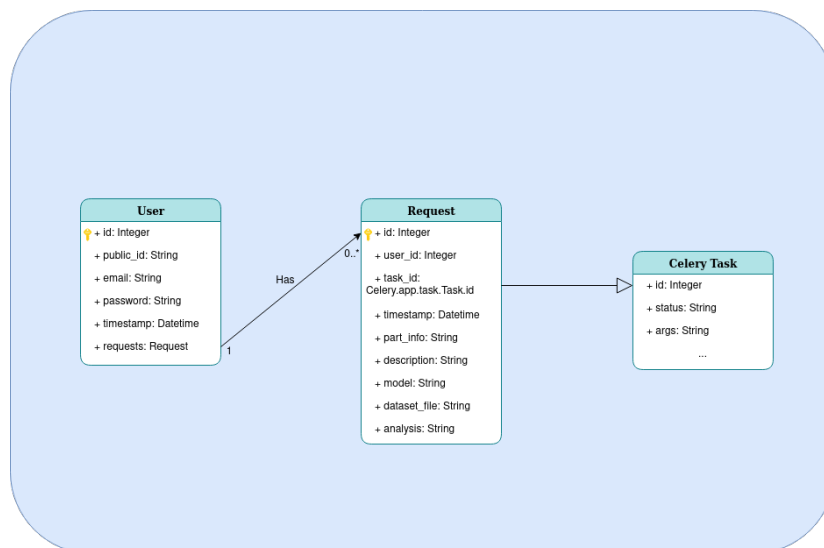 User
+ id: Integer
+ public_id: String
+ email: String
+ password: String
+ timestamp: Datetime
+ requests: Request
1
Has
0..*
Request
+ id: Integer
+ user_id: Integer
+ task_id:
Celery.app.task.Task.id
+ timestamp: Datetime
+ part_info: String
+ description: String
+ model: String
+ dataset_file: String
+ analysis: String
Celery Task
+ id: Integer
+ status: String
+ args: String
...